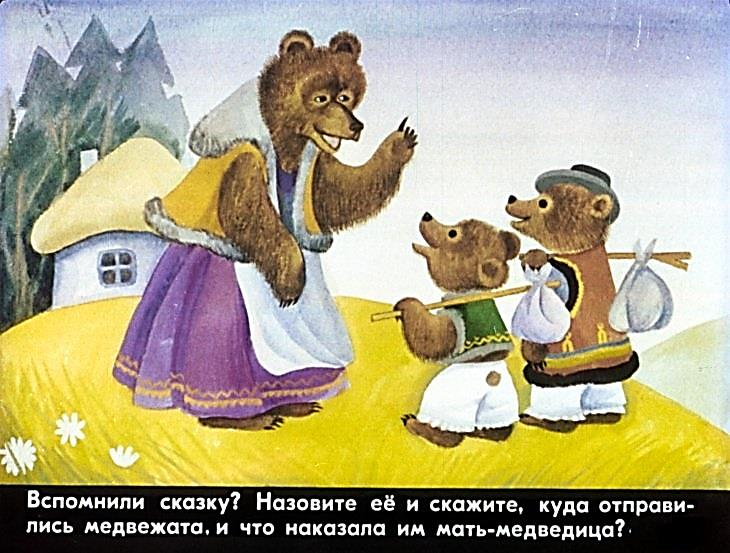 Вспомнили сказку? Назовите её и скажите, куда отправи-
лись медвежата, и что наказала им мать-медведица?